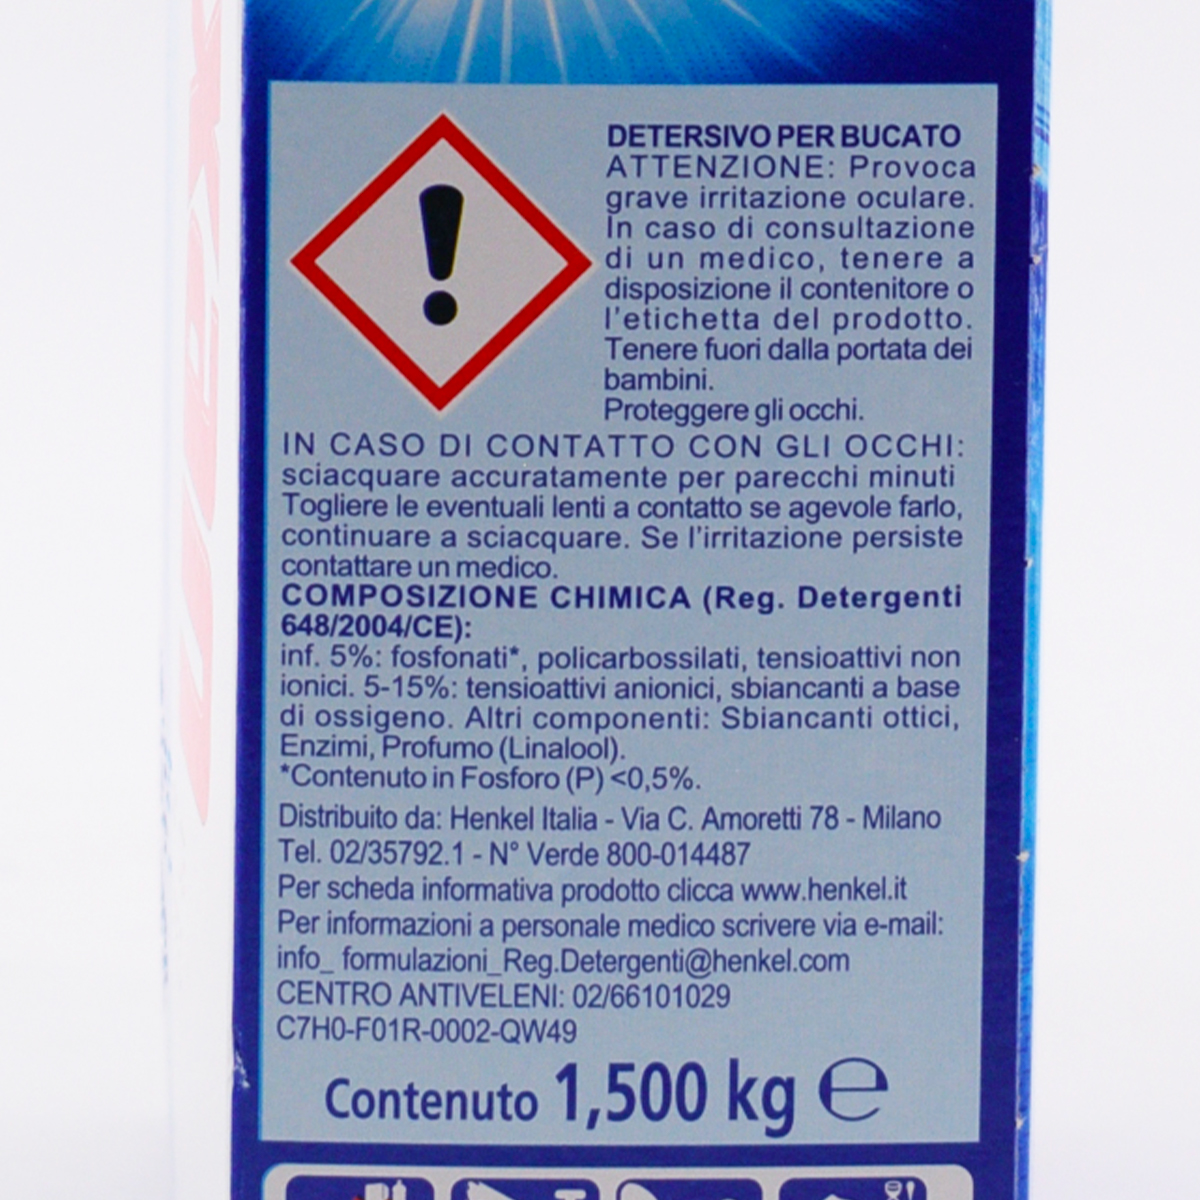 DETERSIVO PER BUCATO
ATTENZIONE: Provoca
grave irritazione oculare.
In caso di consultazione
di un medico, tenere a
disposizione il contenitore o
l'etichetta del prodotto.
Tenere fuori dalla portata dei
bambini.
Proteggere gli occhi.
IN CASO DI CONTATTO CON GLI OCCHI:
sciacquare accuratamente per parecchi minuti
Togliere le eventuali lenti a contatto se agevole farlo,
continuare a sciacquare. Se l'irritazione persiste
contattare un medico.
COMPOSIZIONE CHIMICA (Reg. Detergenti
648/2004/CE):
inf. 5%: fosfonati*, policarbossilati, tensioattivi non
ionici. 5-15%: tensioattivi anionici, sbiancanti a base
di ossigeno. Altri componenti: Sbiancanti ottici,
Enzimi, Profumo (Linalool).
*Contenuto in Fosforo (P) <0,5%.
Distribuito da: Henkel Italia - Via C. Amoretti 78 - Milano
Tel. 02/35792.1 - N° Verde 800-014487
Per scheda informativa prodotto clicca www.henkel.it
Per informazioni a personale medico scrivere via e-mail:
info_ formulazioni_Reg.Detergenti@henkel.com
CENTRO ANTIVELENI: 02/66101029
C7H0-F01R-0002-QW49
Contenuto 1,500 kg ℮